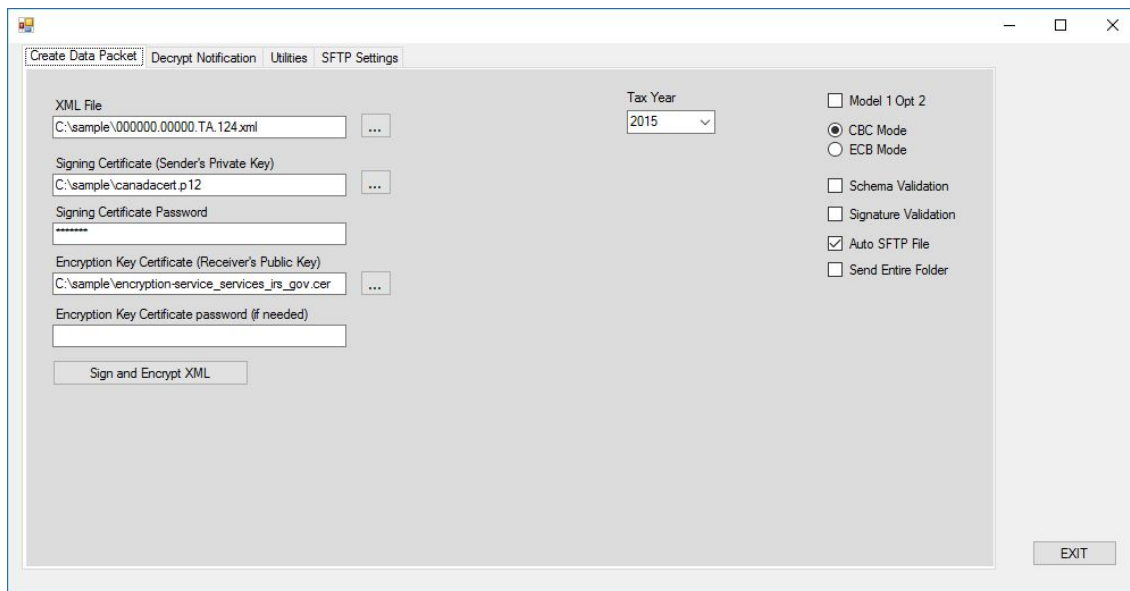 Create Data Packet Decrypt Notification Utilities SFTP Settings
XML File
C:\sample\000000.00000.TA.124.xml
...
Signing Certificate (Sender's Private Key)
C:\sample\canadacert.p12
...
Signing Certificate Password
*******
Encryption Key Certificate (Receiver's Public Key)
C:\sample\encryption-service_services_irs_gov.cer
...
Encryption Key Certificate password (if needed)
Sign and Encrypt XML
Tax Year
2015
Model 1 Opt 2
CBC Mode
ECB Mode
Schema Validation
Signature Validation
Auto SFTP File
Send Entire Folder
EXIT